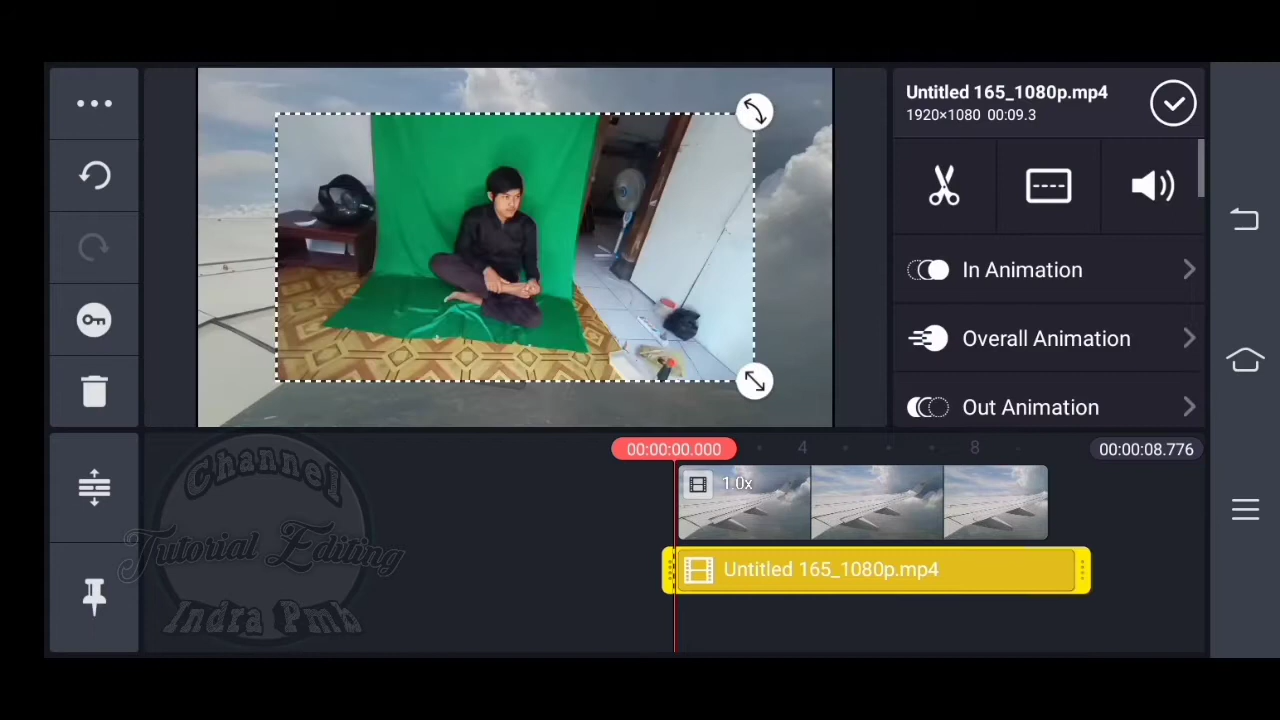 Untitled 165_1080p.mp4
1920×1080 00:09.3
In Animation
Overall Animation
Out Animation
00:00:00.000
4
8
00:00:08.776
1.0x
Untitled 165_1080p.mp4
Channel
Tutorial Editing
Indra Pmb